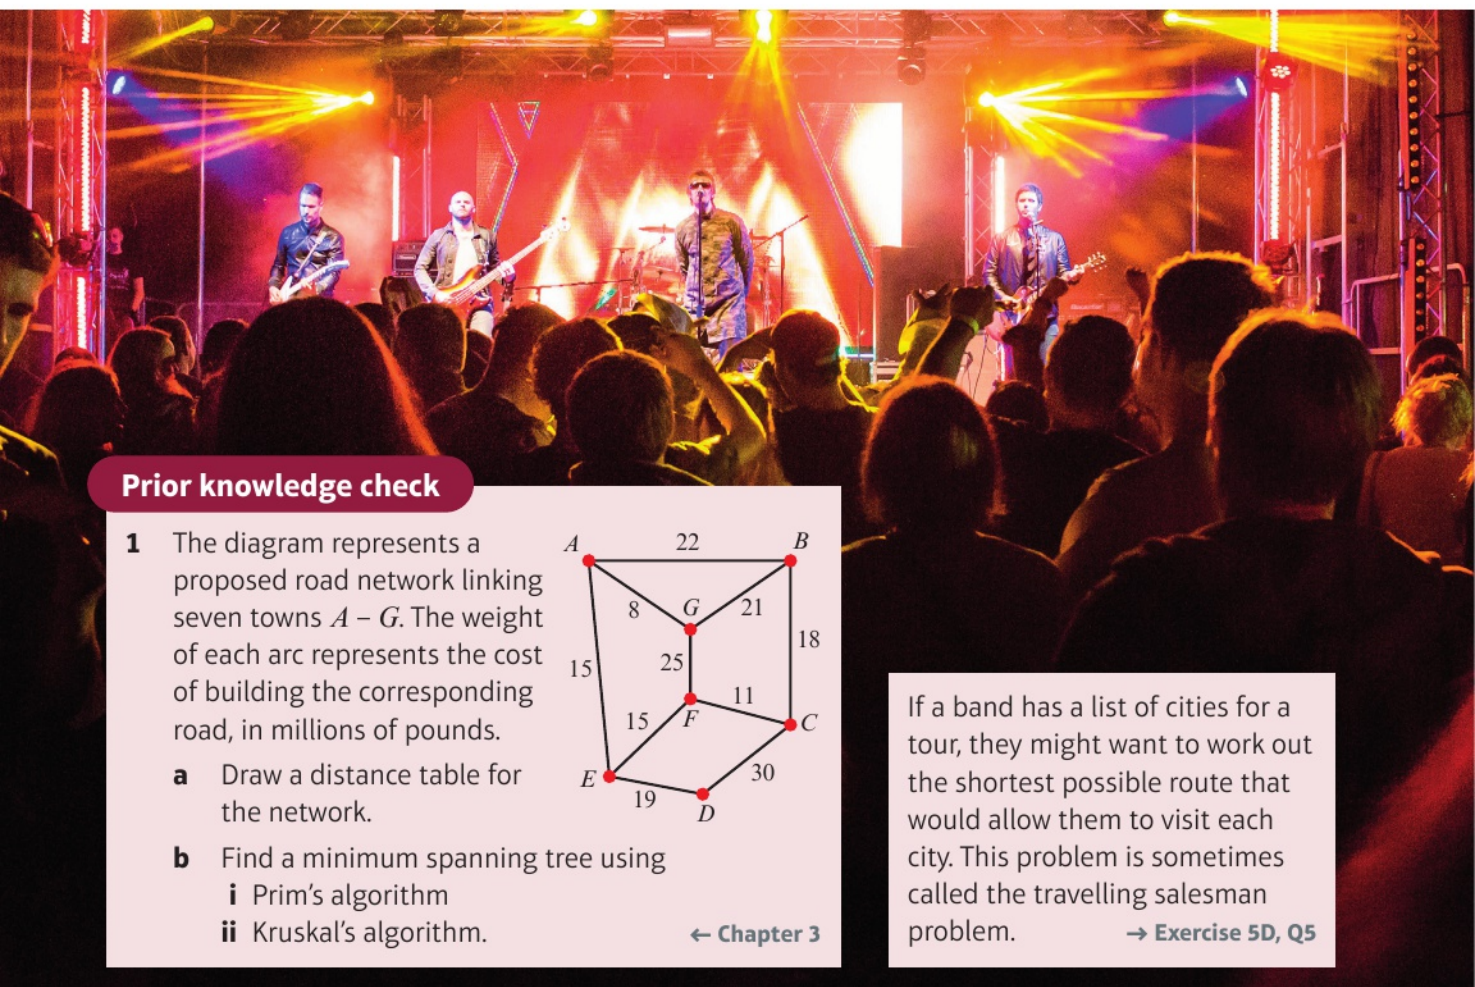 Prior knowledge check
1 The diagram represents a
proposed road network linking
seven towns A – G. The weight
of each arc represents the cost
of building the corresponding
road, in millions of pounds.
a Draw a distance table for
the network.
b Find a minimum spanning tree using
i Prim's algorithm
ii Kruskal's algorithm.
← Chapter 3
A
22
B
8
G
21
18
15
25
11
15
F
C
E
30
19
D
If a band has a list of cities for a
tour, they might want to work out
the shortest possible route that
would allow them to visit each
city. This problem is sometimes
called the travelling salesman
problem. → Exercise 5D, Q5